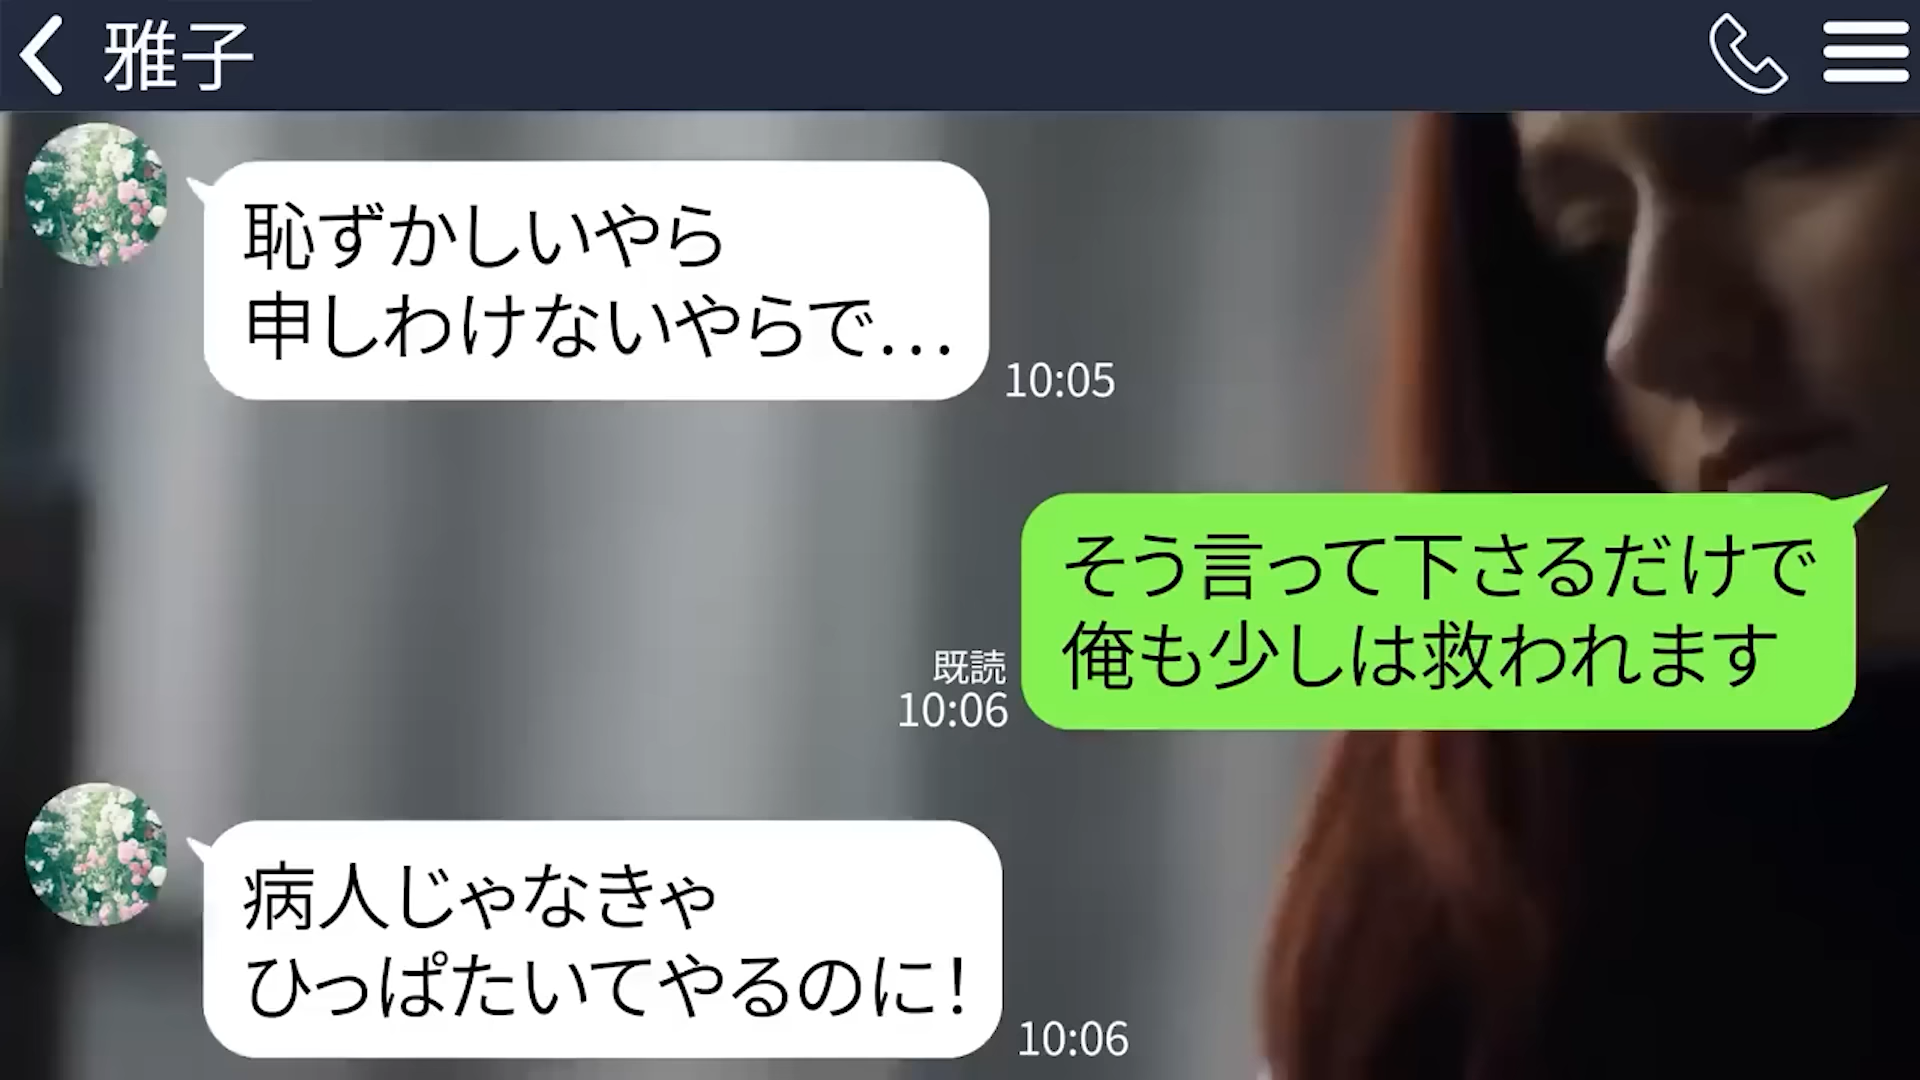 雅子
恥ずかしいやら
申しわけないやらで…
10:05
そう言って下さるだけで
俺も少しは救われます
既読
10:06
病人じゃなきゃ
ひっぱたいてやるのに！
10:06